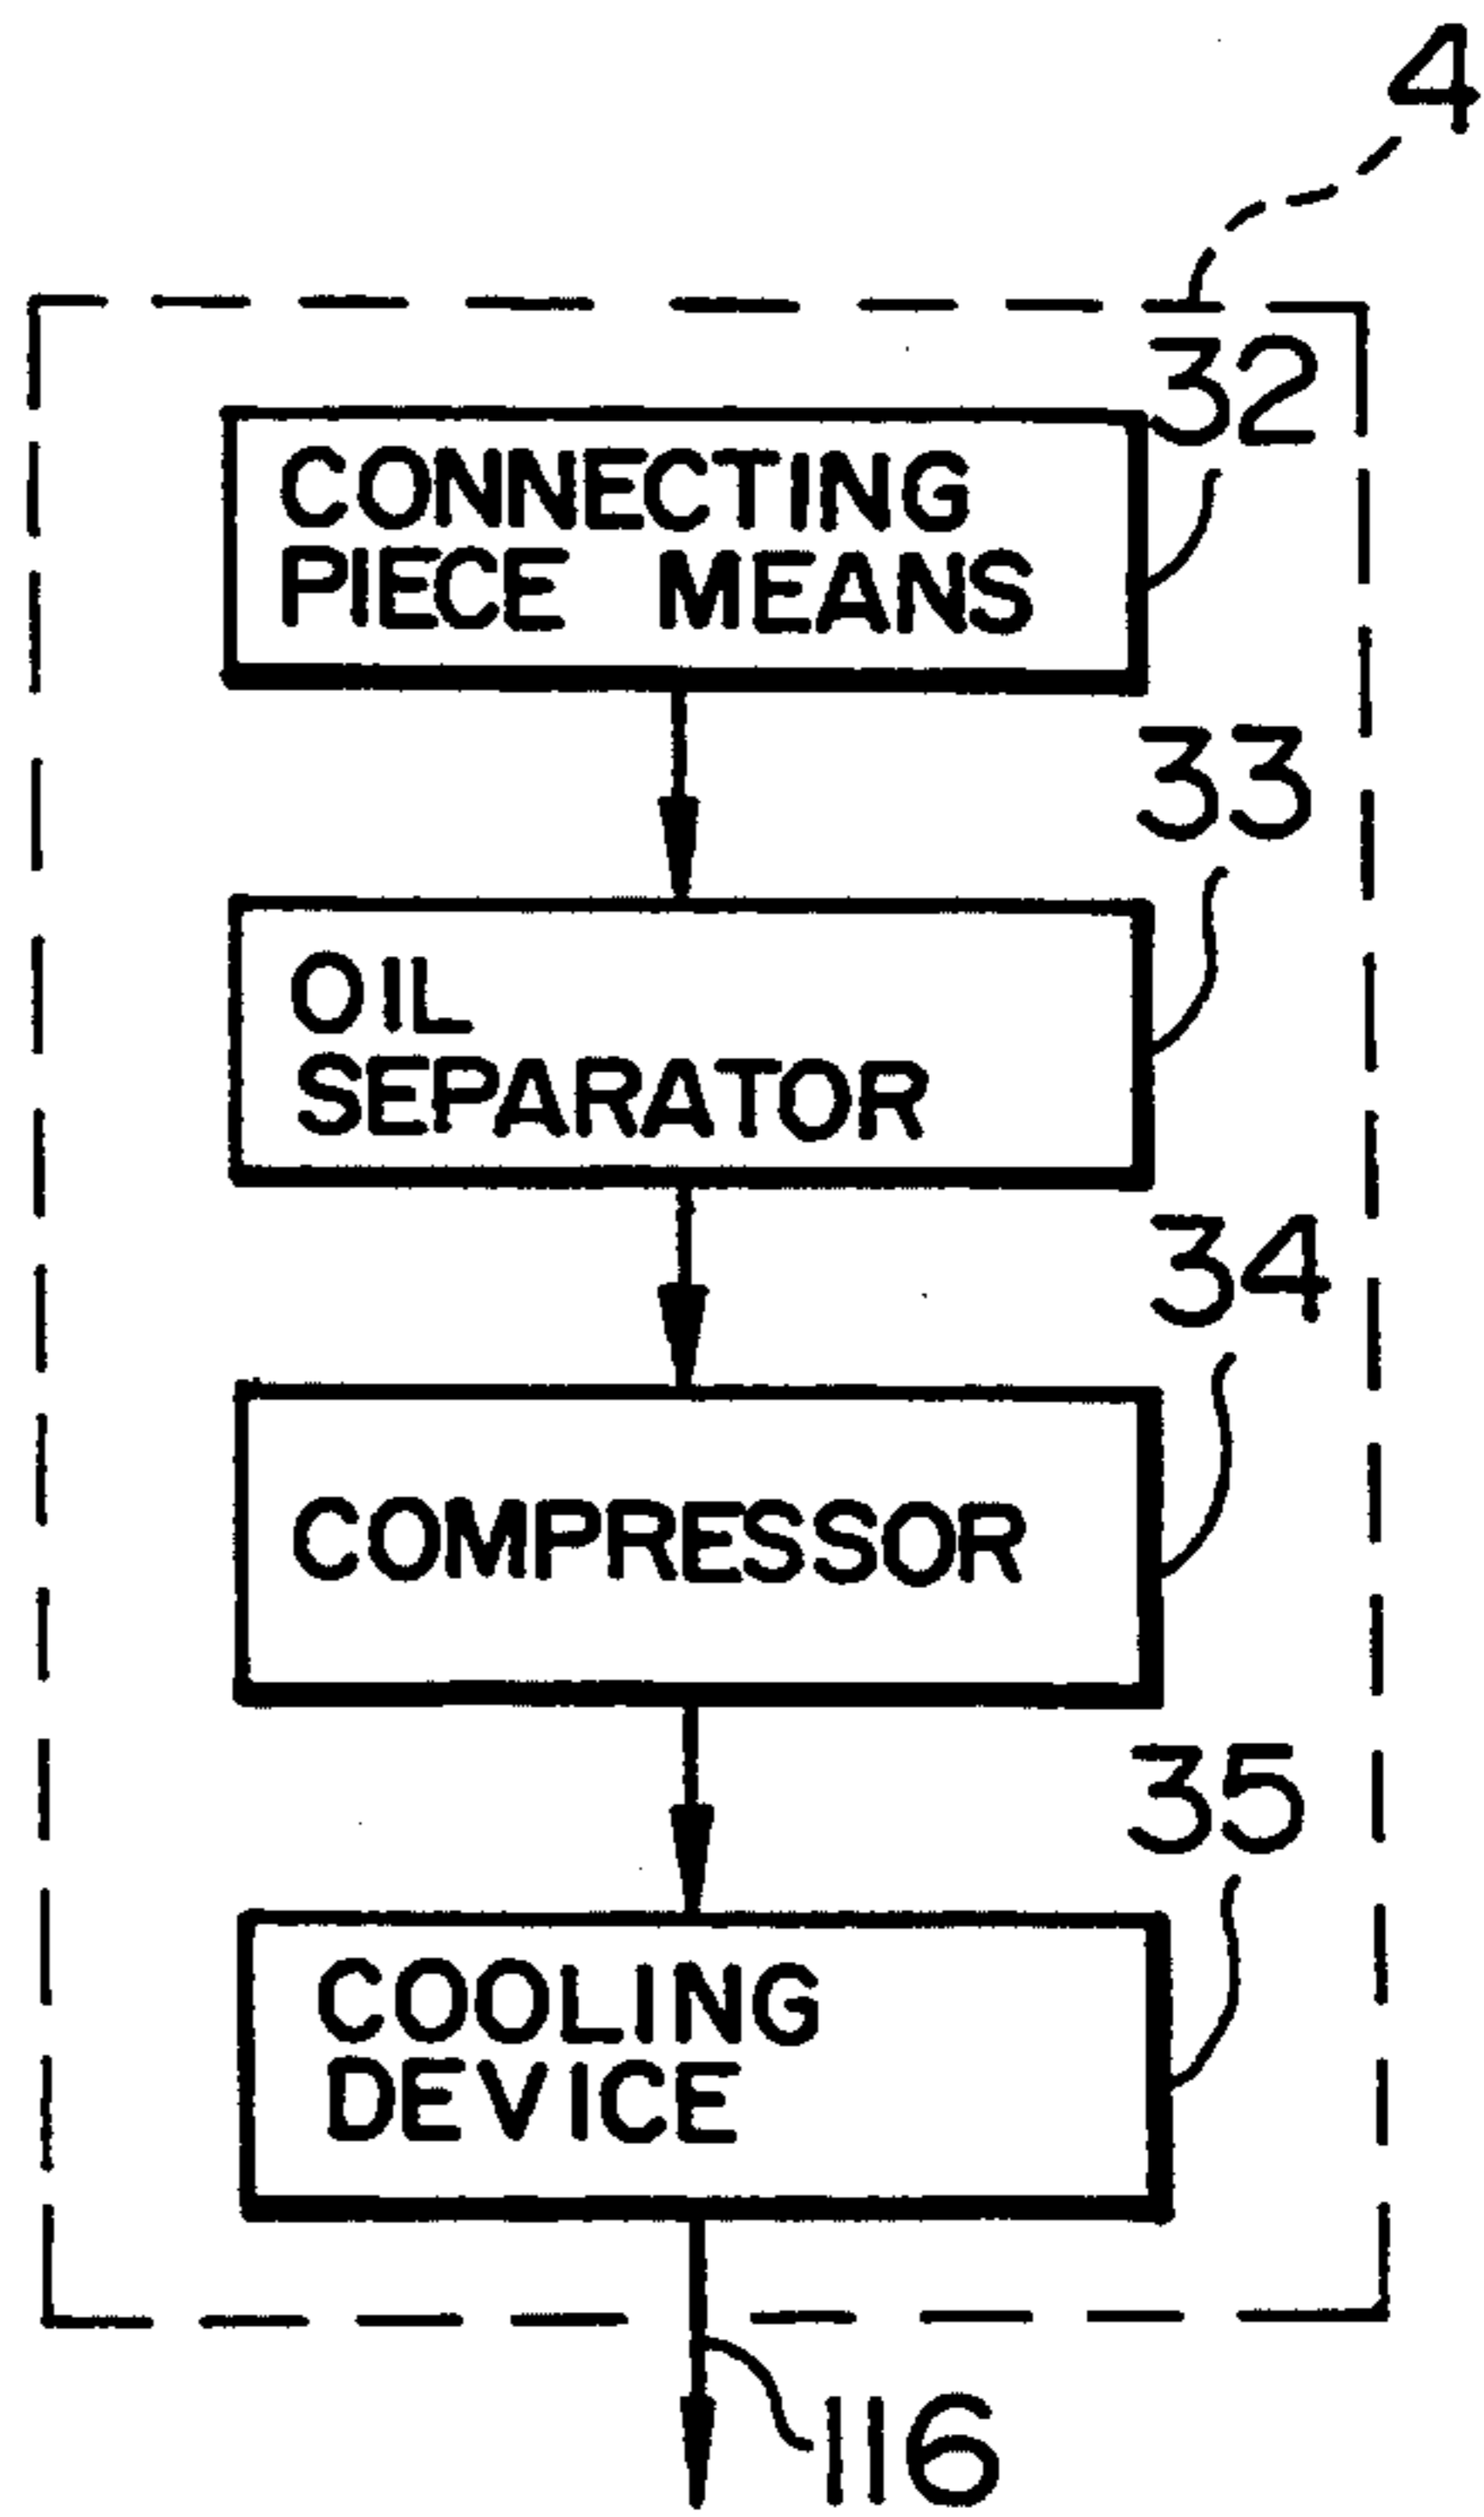 4
32
CONNECTING
PIECE MEANS
33
OIL
SEPARATOR
34
COMPRESSOR
35
COOLING
DEVICE
116